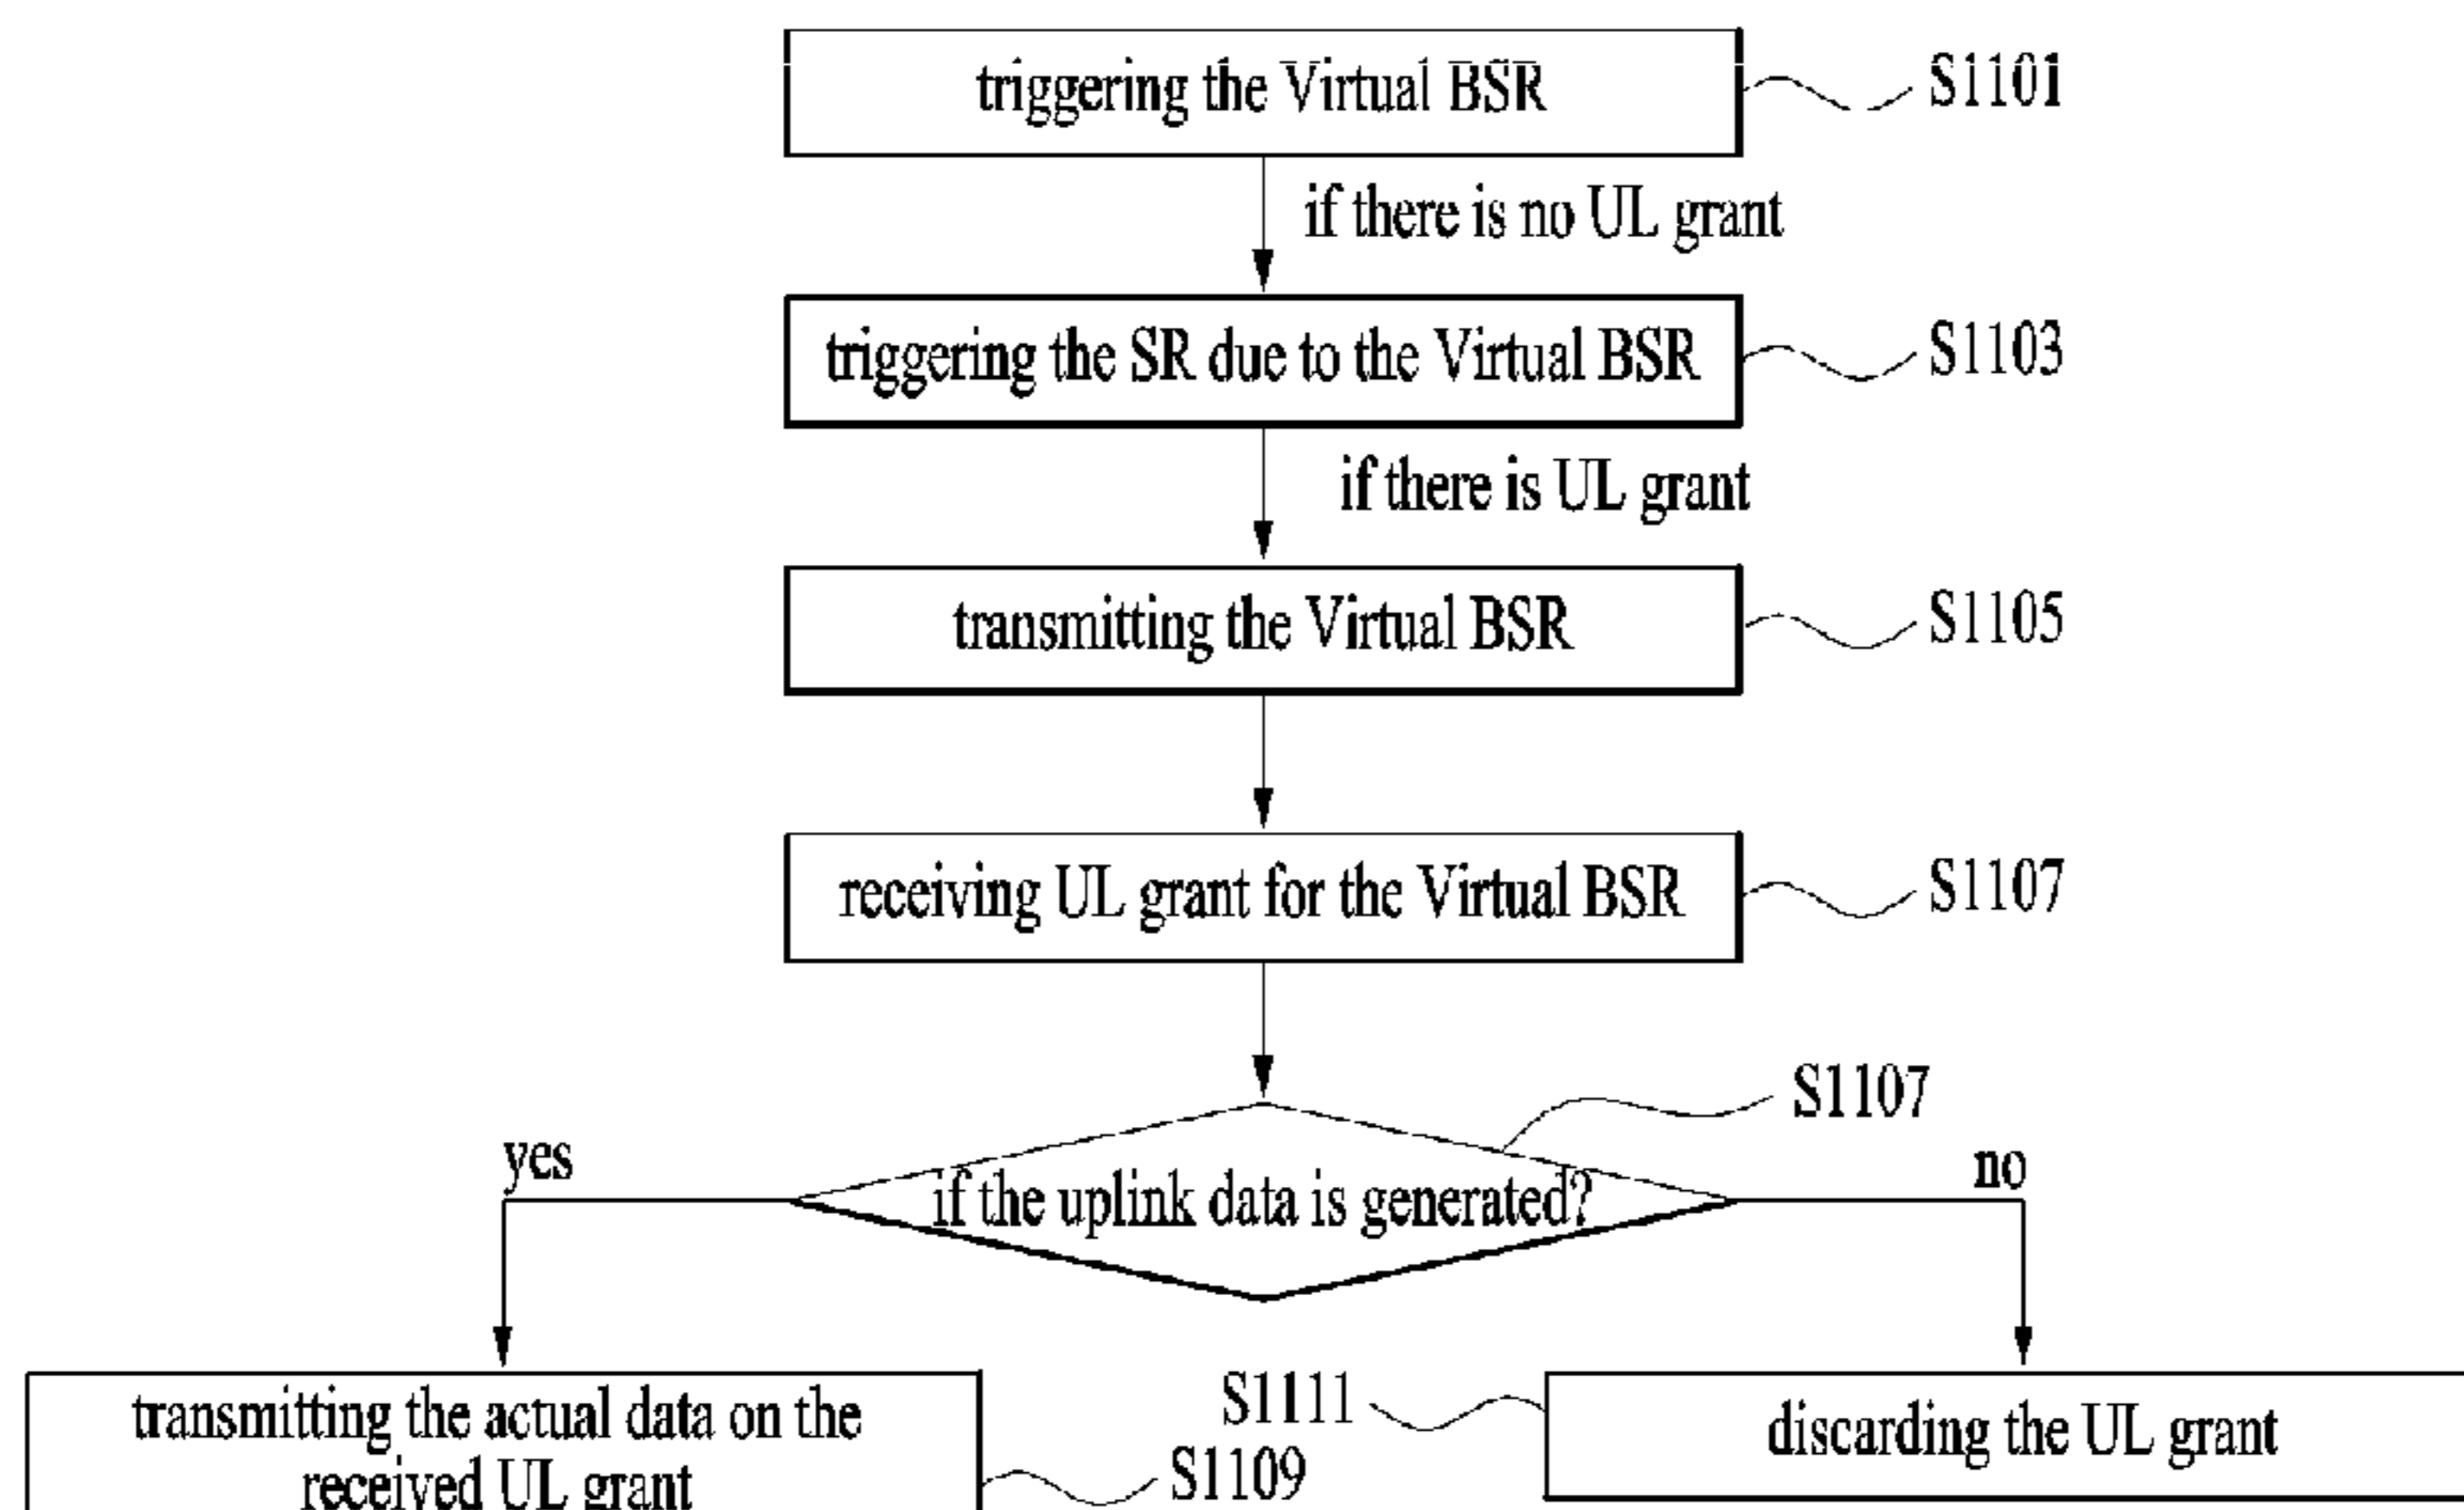 triggering the Virtual BSR
S1101
if there is no UL grant
triggering the SR due to the Virtual BSR
S1103
if there is UL grant
transmitting the Virtual BSR
S1105
receiving UL grant for the Virtual BSR
S1107
S1107
yes
if the uplink data is generated?
no
transmitting the actual data on the
received UL grant
S1109
S1111
discarding the UL grant